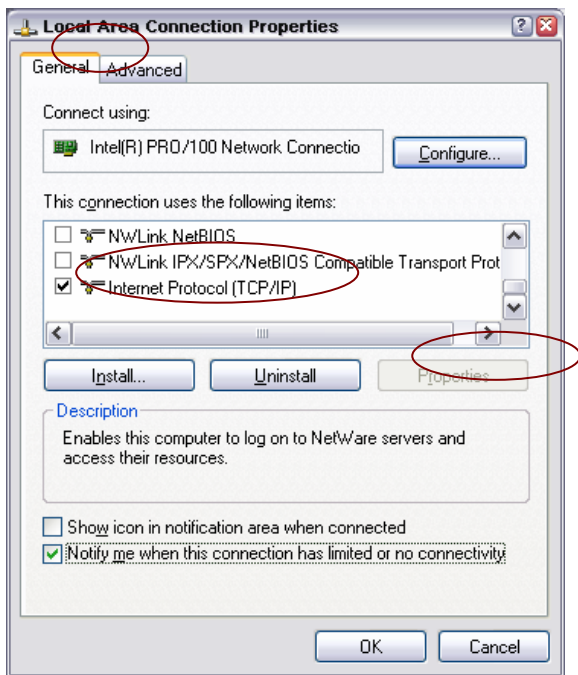 Local Area Connection Properties
General Advanced
Connect using:
Intel(R) PRO/100 Network Connectio
Configure...
This connection uses the following items:
NWLink NetBIOS
NWLink IPX/SPX/NetBIOS Compatible Transport Prot
Internet Protocol (TCP/IP)
Install... Uninstall Properties
Description
Enables this computer to log on to NetWare servers and
access their resources.
Show icon in notification area when connected
Notify me when this connection has limited or no connectivity
OK Cancel